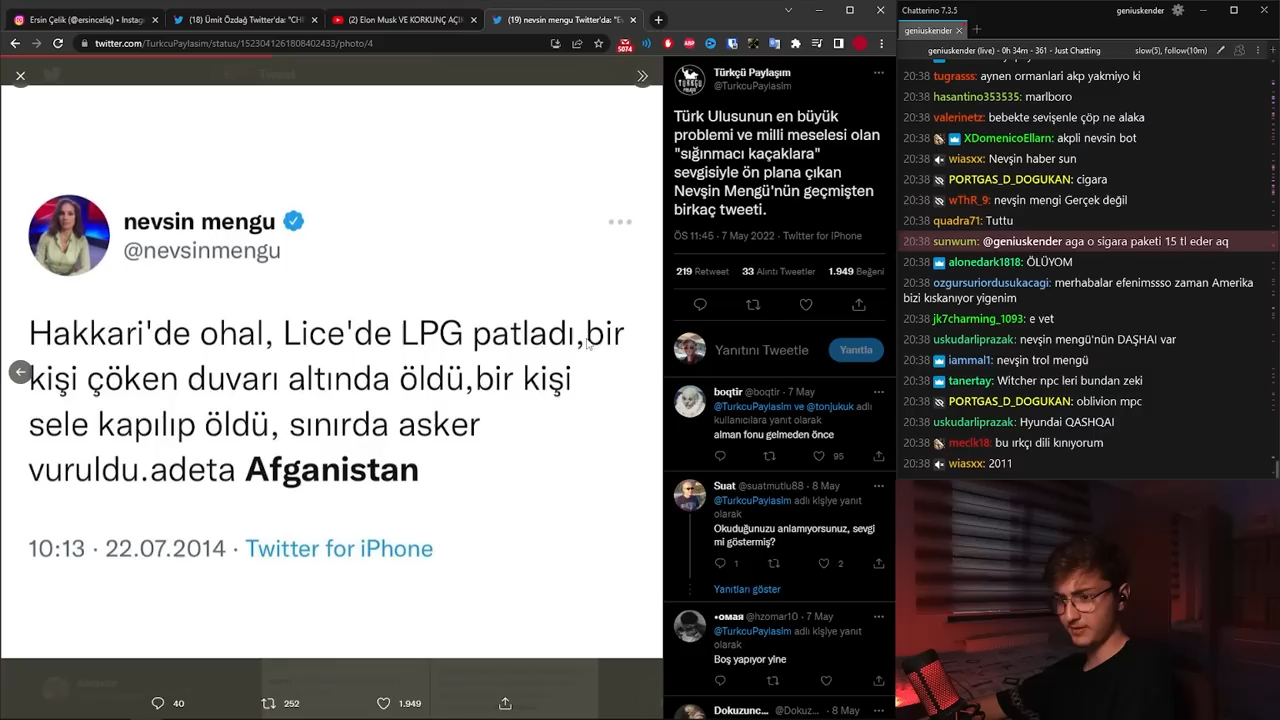 Ersin Çelik (@ersinceliq) • Instag
(18) Ümit Özdağ Twitter'da: "CHP
(2) Elon Musk VE KORKUNÇ AÇIK
(19) nevsin mengu Twitter'da: "Ev
twitter.com/TurkcuPaylasim/status/1523041261808402433/photo/4
5074
ABP
Tweet
nevsin mengu
@nevsinmengu
Hakkari'de ohal, Lice'de LPG patladı,bir
kişi çöken duvarı altında öldü,bir kişi
sele kapılıp öldü, sınırda asker
vuruldu.adeta Afganistan
10:13 · 22.07.2014 · Twitter for iPhone
40
252
1.949
Türkçü Paylaşım
@TurkcuPaylasim
Türk Ulusunun en büyük
problemi ve milli meselesi olan
"sığınmacı kaçaklara"
sevgisiyle ön plana çıkan
Nevşin Mengü'nün geçmişten
birkaç tweeti.
ÖS 11:45 · 7 May 2022 · Twitter for IPhone
219 Retweet 33 Alıntı Tweetler 1.949 Beğeni
Yanıtını Tweetle
Yanıtla
boqtir @boqtir · 7 May
@TurkcuPaylasim ve @tonjukuk adlı
kullanıcılara yanıt olarak
alman fonu gelmeden önce
95
Suat @suatmutlu88 · 8 May
@TurkcuPaylasim adlı kişiye yanıt
olarak
Okuduğunuzu anlamıyorsunuz, sevgi
mi göstermiş?
1
2
Yanıtları göster
•омая @hzomar10 · 7 May
@TurkcuPaylasim adlı kişiye yanıt
olarak
Boş yapıyor yine
Dokuzunc... @Dokuz... · 8 May
Chatterino 7.3.5
geniuskender
geniuskender
geniuskender (live) - 0h 34m - 361 - Just Chatting
slow(5), follow(10m)
20:38 tugrasss: aynen ormanlari akp yakmiyo ki
20:38 hasantino353535: marlboro
20:38 valerinetz: bebekte sevişenle çöp ne alaka
20:38 XDomenicoEllarn: akpli nevsin bot
20:38 wiasxx: Nevşin haber sun
20:38 PORTGAS_D_DOGUKAN: cigara
20:38 wThR_9: nevşin mengi Gerçek değil
20:38 quadra71: Tuttu
20:38 sunwum: @geniuskender aga o sigara paketi 15 tl eder aq
20:38 alonedark1818: ÖLÜYOM
20:38 ozgursuriordusukacagi: merhabalar efenimssso zaman Amerika
bizi kıskanıyor yigenim
20:38 jk7charming_1093: e vet
20:38 uskudarliprazak: nevşin mengü'nün DAŞHAI var
20:38 iammal1: nevşin trol mengü
20:38 tanertay: Witcher npc leri bundan zeki
20:38 PORTGAS_D_DOGUKAN: oblivion mpc
20:38 uskudarliprazak: Hyundai QASHQAI
20:38 meclk18: bu ırkçı dili kınıyorum
20:38 wiasxx: 2011